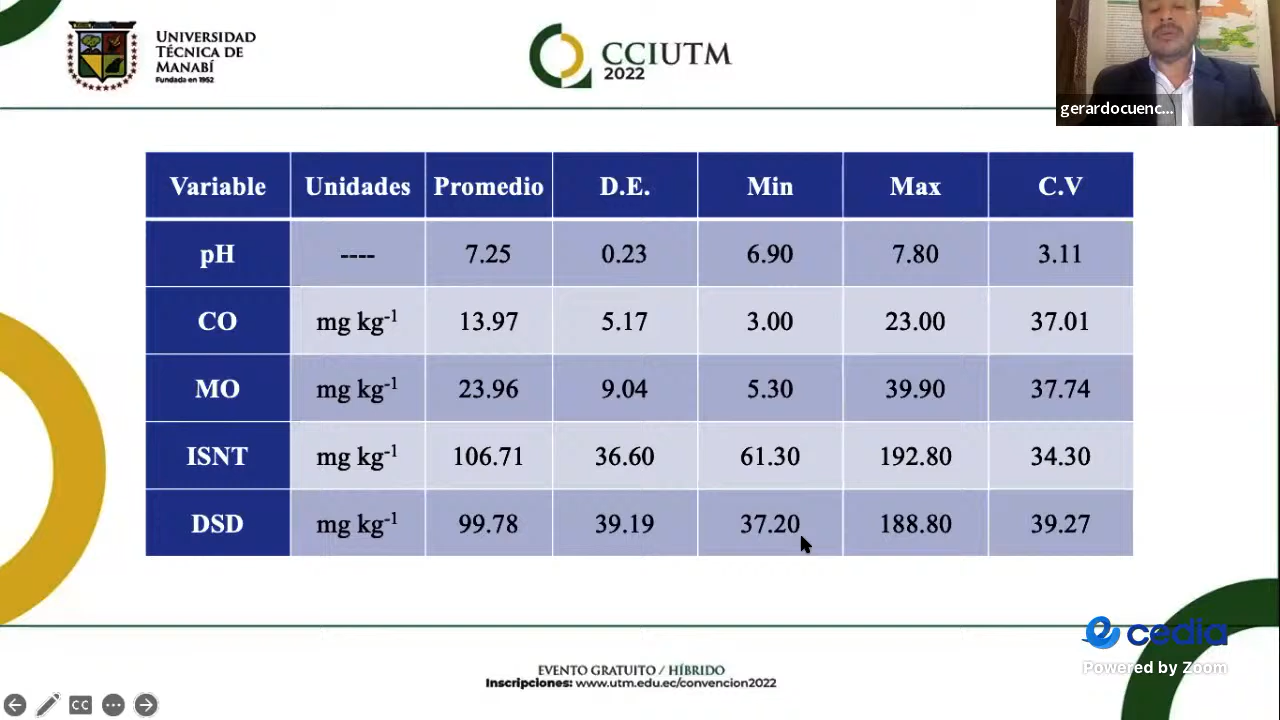 UNIVERSIDAD
TÉCNICA DE
MANABÍ
Fundada en 1952
CCIUTM
2022
gerardocuenc...
Variable Unidades Promedio D.E. Min Max C.V
pH ---- 7.25 0.23 6.90 7.80 3.11
CO mg kg-1 13.97 5.17 3.00 23.00 37.01
MO mg kg-1 23.96 9.04 5.30 39.90 37.74
ISNT mg kg-1 106.71 36.60 61.30 192.80 34.30
DSD mg kg-1 99.78 39.19 37.20 188.80 39.27
cedia
Powered by Zoom
EVENTO GRATUITO / HÍBRIDO
Inscripciones: www.utm.edu.ec/convencion2022
CC